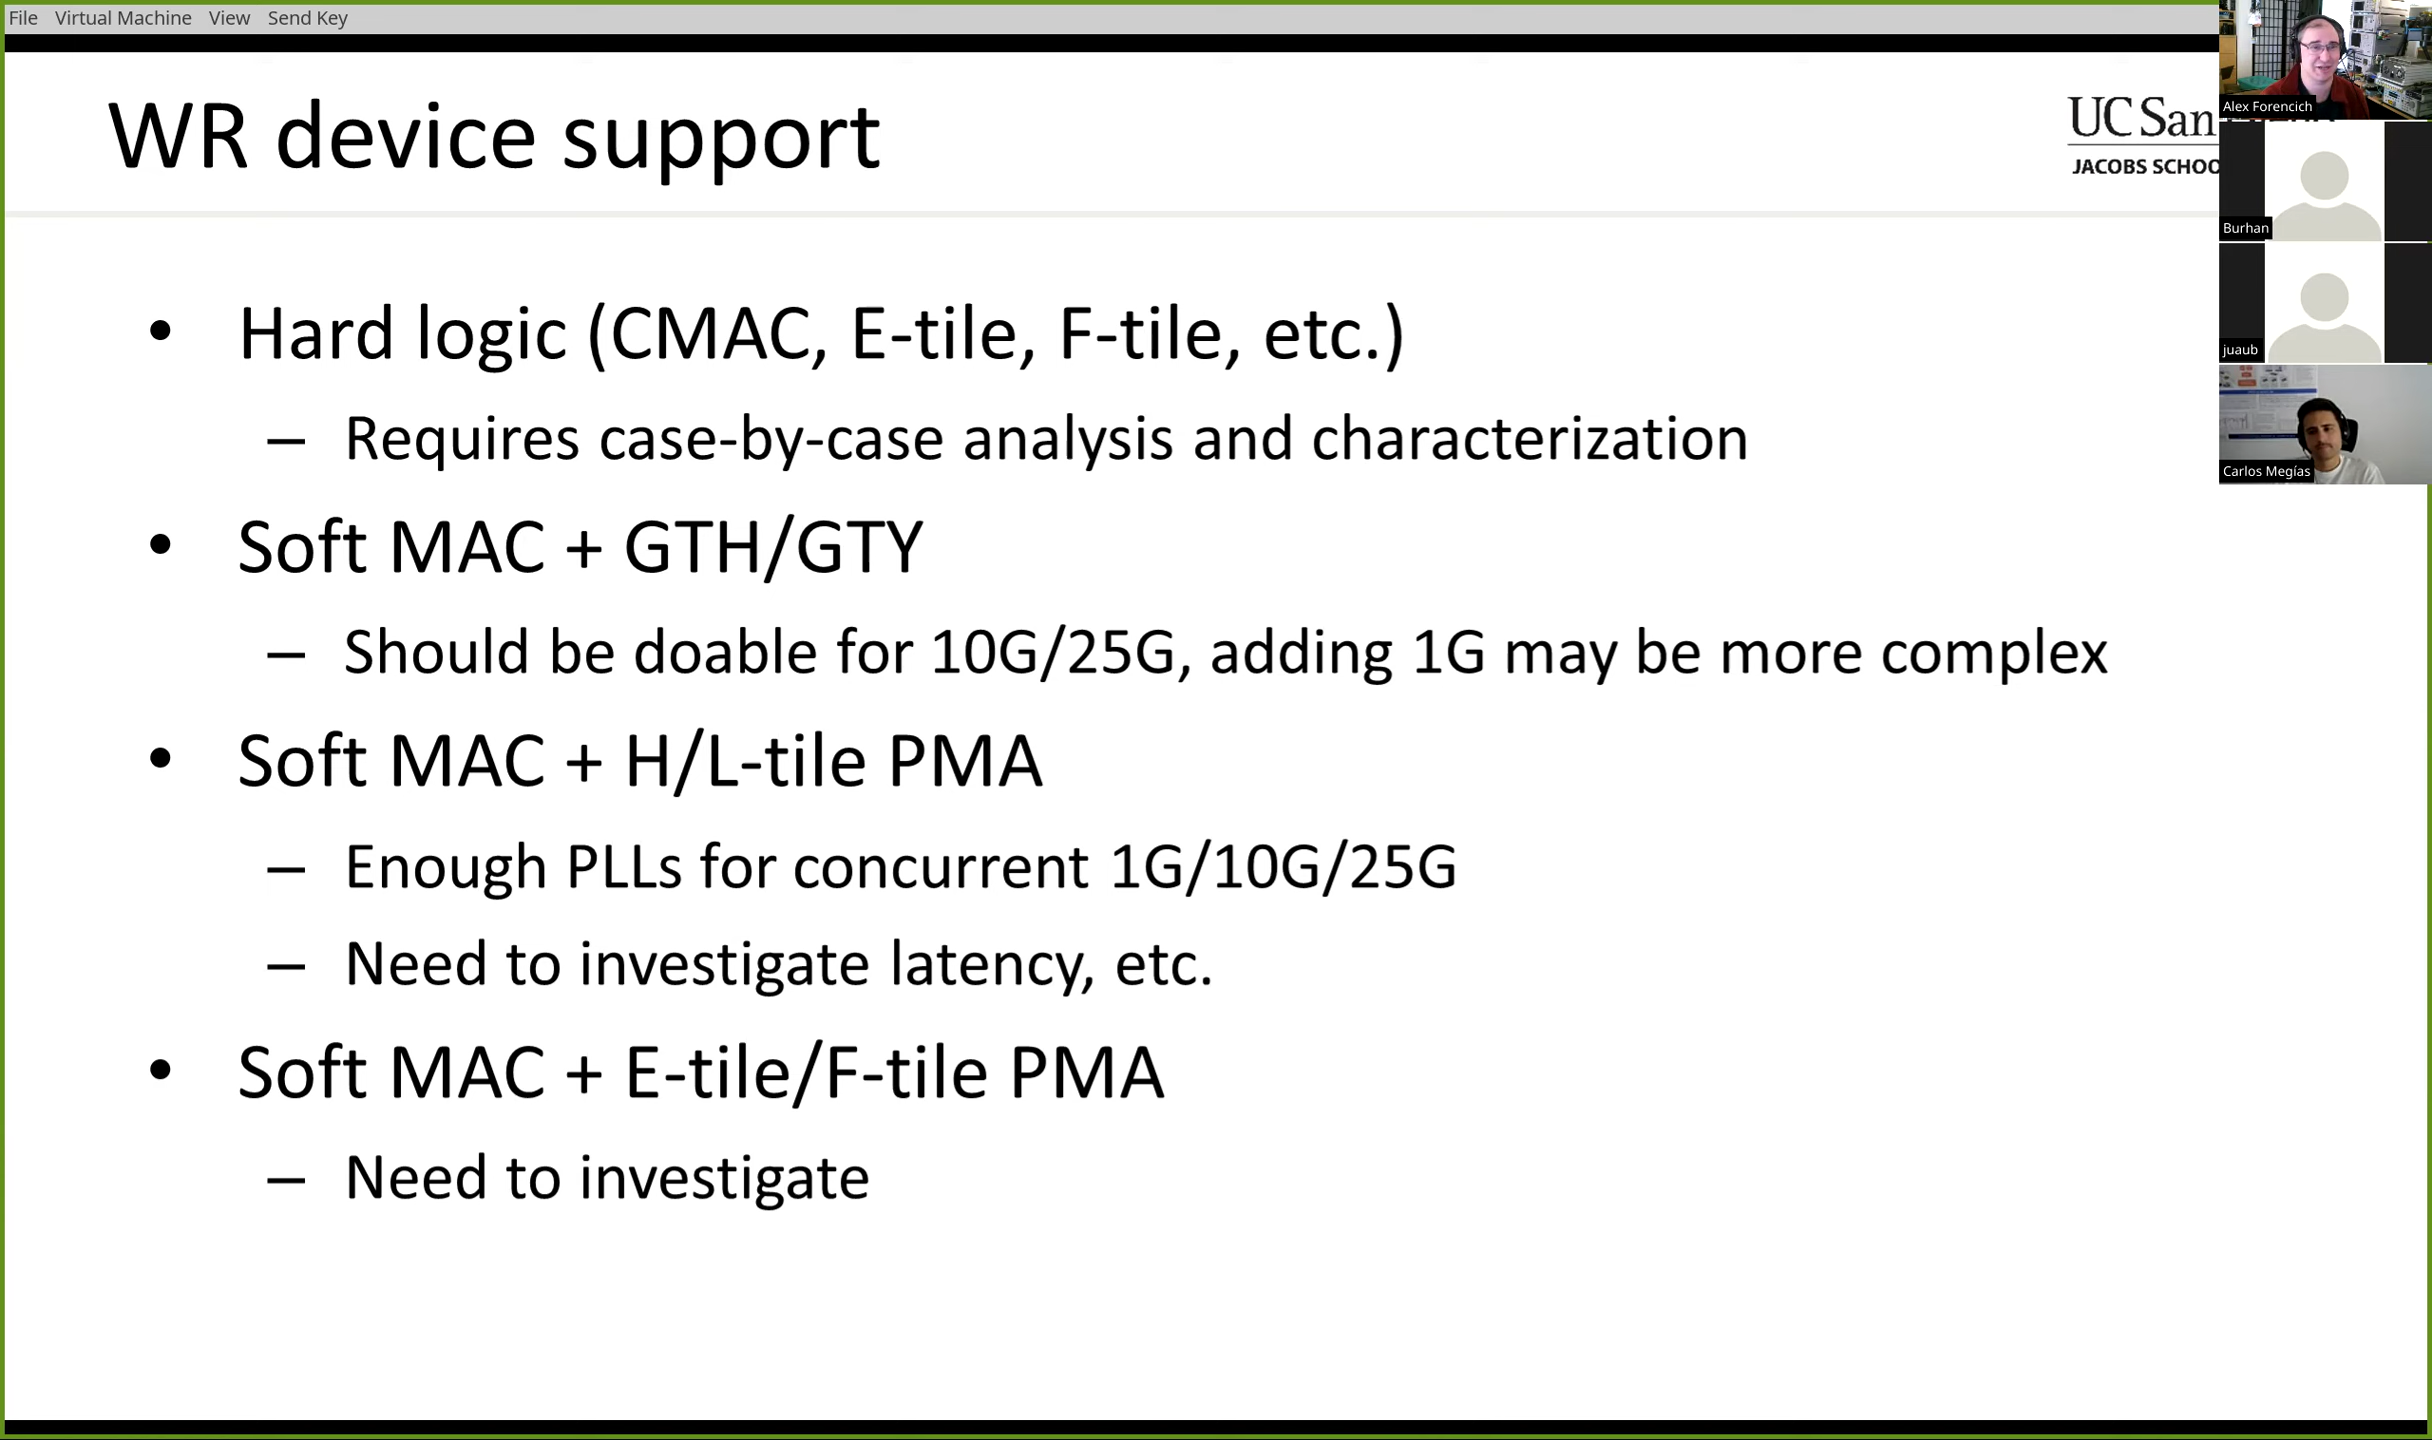 File Virtual Machine View Send Key
WR device support
UC San
JACOBS SCHOO
Alex Forencich
Burhan
juaub
Carlos Megías
• Hard logic (CMAC, E-tile, F-tile, etc.)
– Requires case-by-case analysis and characterization
• Soft MAC + GTH/GTY
– Should be doable for 10G/25G, adding 1G may be more complex
• Soft MAC + H/L-tile PMA
– Enough PLLs for concurrent 1G/10G/25G
– Need to investigate latency, etc.
• Soft MAC + E-tile/F-tile PMA
– Need to investigate